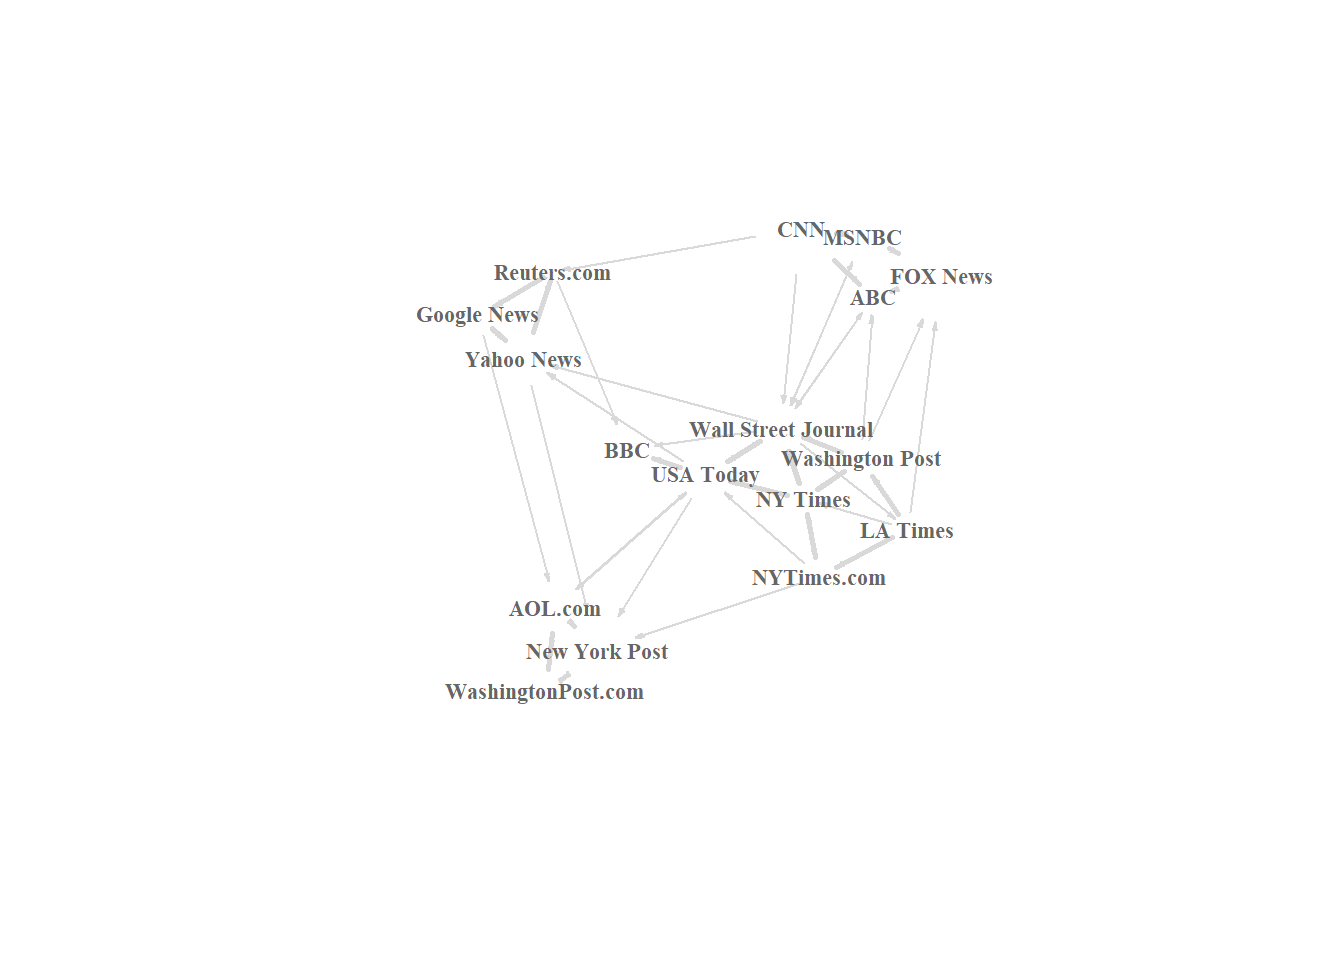 CNN
MSNBC
Reuters.com
FOX News
ABC
Google News
Yahoo News
Wall Street Journal
BBC
Washington Post
USA Today
NY Times
LA Times
NYTimes.com
AOL.com
New York Post
WashingtonPost.com